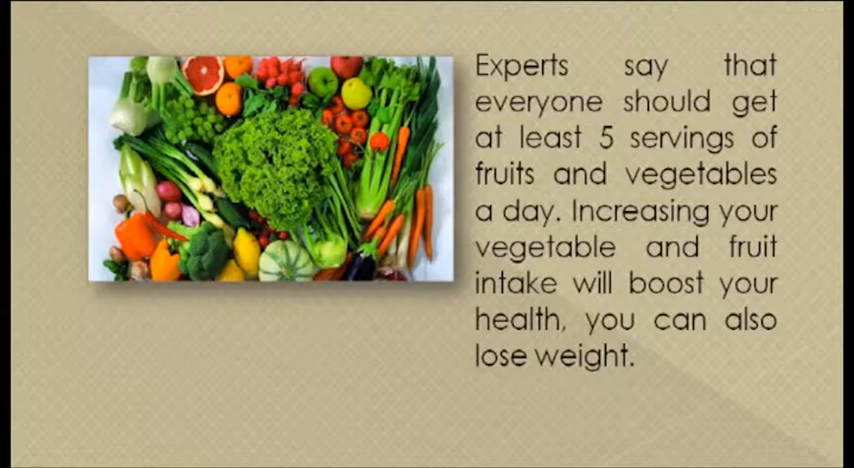 Experts say that
everyone should get
at least 5 servings of
fruits and vegetables
a day. Increasing your
vegetable and fruit
intake will boost your
health, you can also
lose weight.